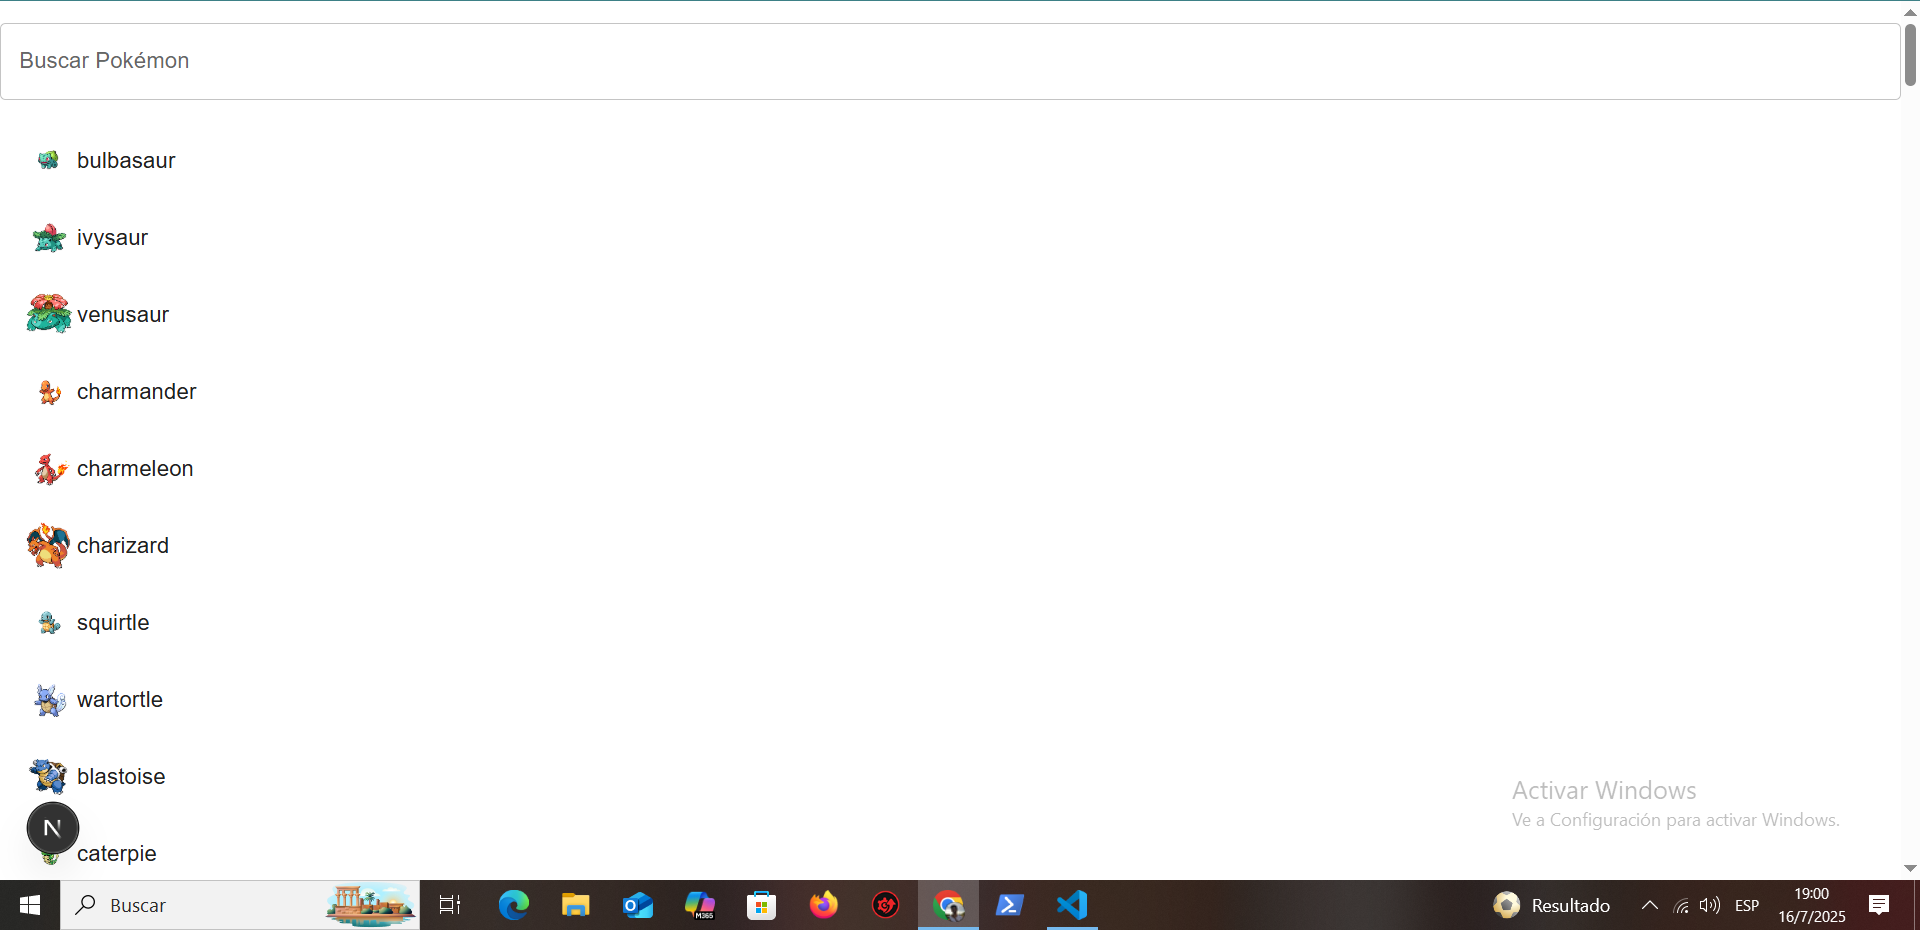 Buscar Pokémon
bulbasaur
ivysaur
venusaur
charmander
charmeleon
charizard
squirtle
wartortle
blastoise
N
caterpie
Activar Windows
Ve a Configuración para activar Windows.
Buscar
M365
Resultado
ESP
19:00
16/7/2025